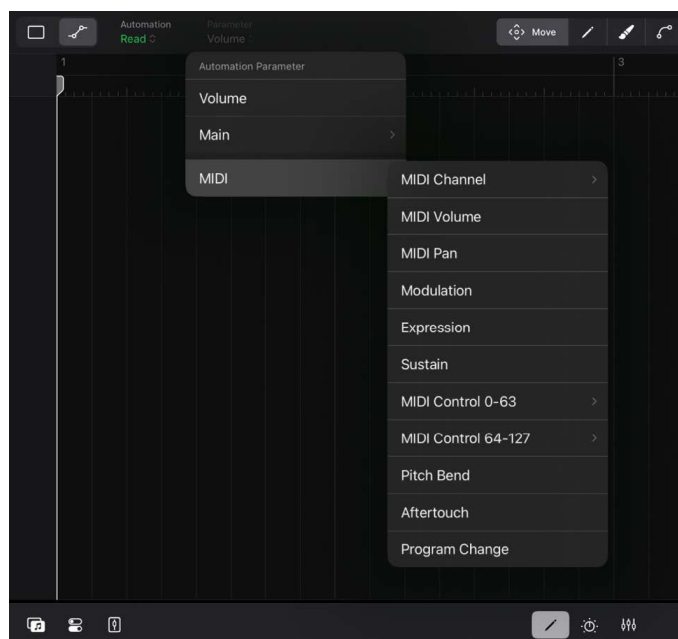 Automation
Read
Parameter
Volume
Move
1
3
Automation Parameter
Volume
Main
MIDI
MIDI Channel
MIDI Volume
MIDI Pan
Modulation
Expression
Sustain
MIDI Control 0-63
MIDI Control 64-127
Pitch Bend
Aftertouch
Program Change